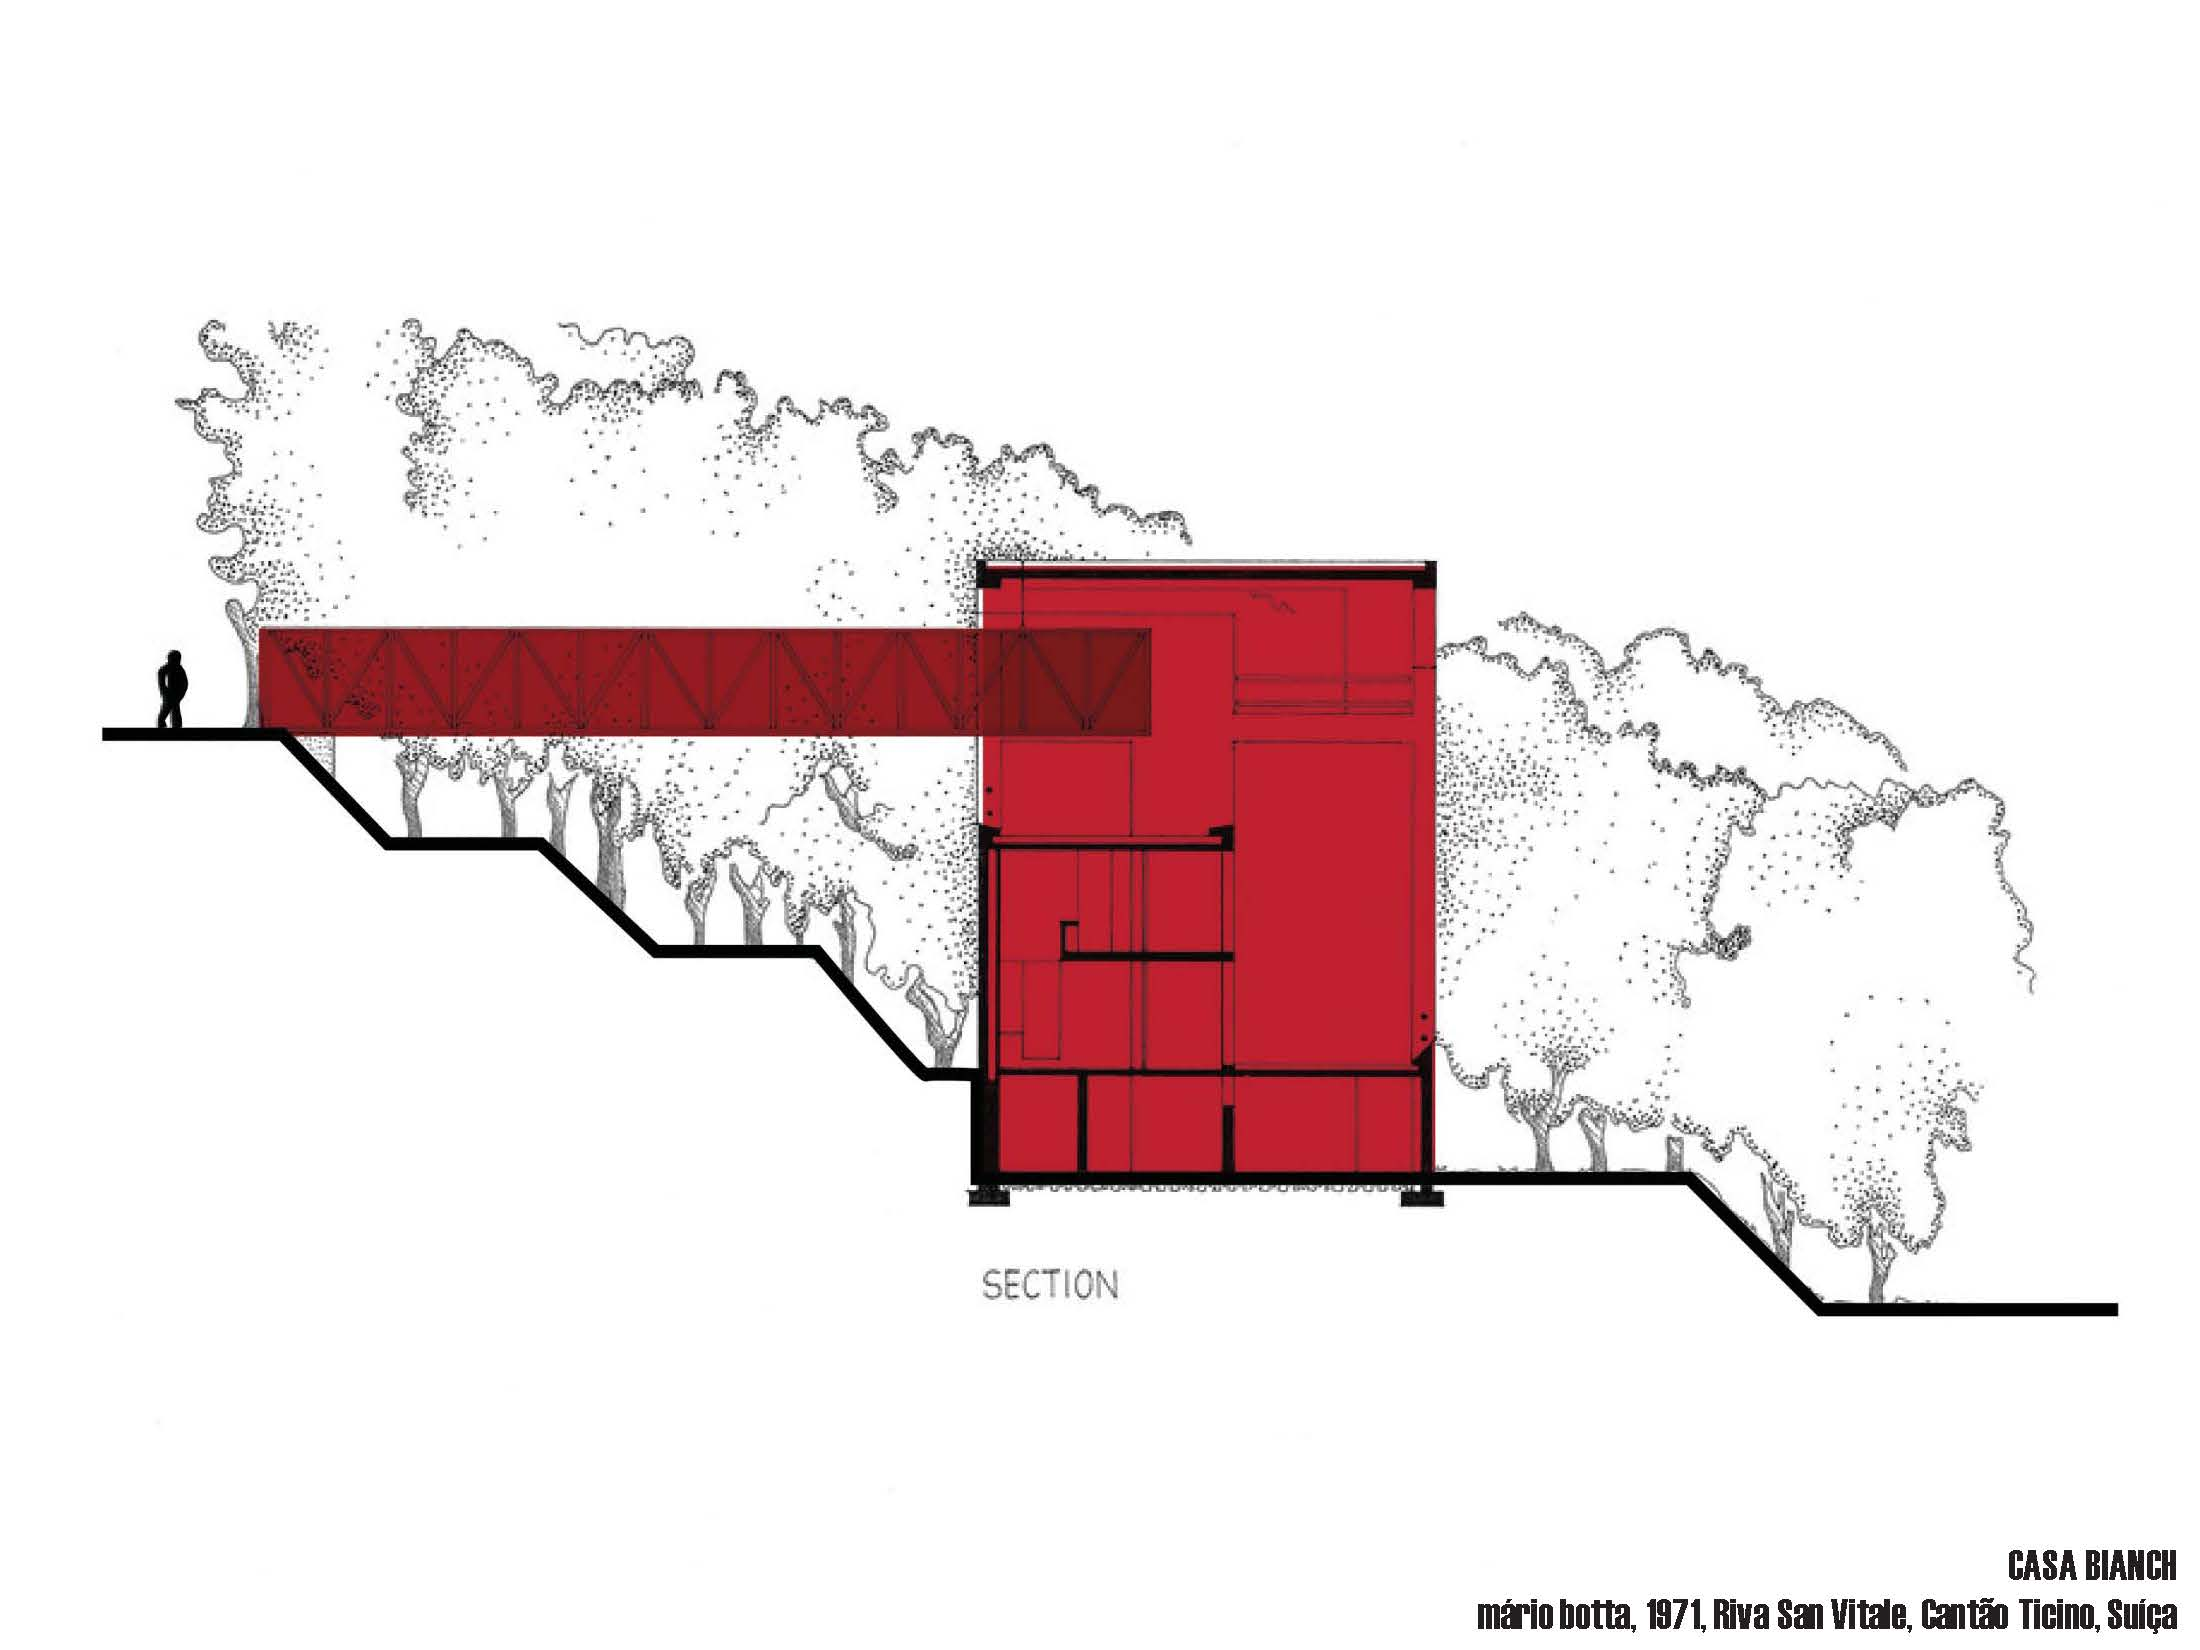 SECTION
CASA BIANCH
mário botta, 1971, Riva San Vitale, Cantão Ticino, Suíça